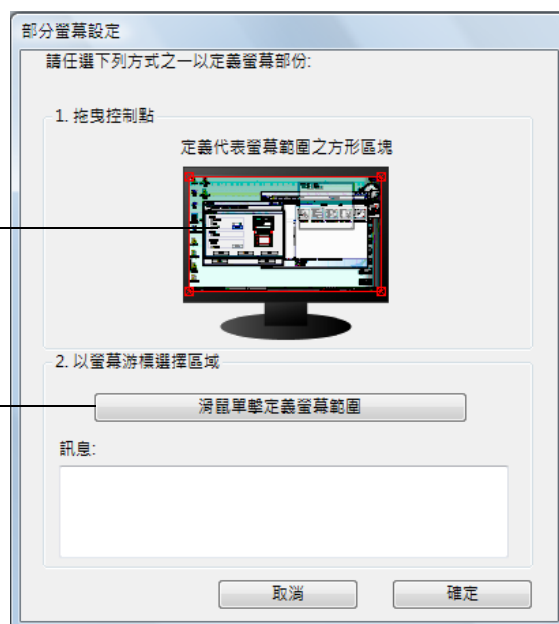 部分螢幕設定
請任選下列方式之一以定義螢幕部份:
1. 拖曳控制點
定義代表螢幕範圍之方形區塊
2. 以螢幕游標選擇區域
滑鼠單擊定義螢幕範圍
訊息:
取消
確定